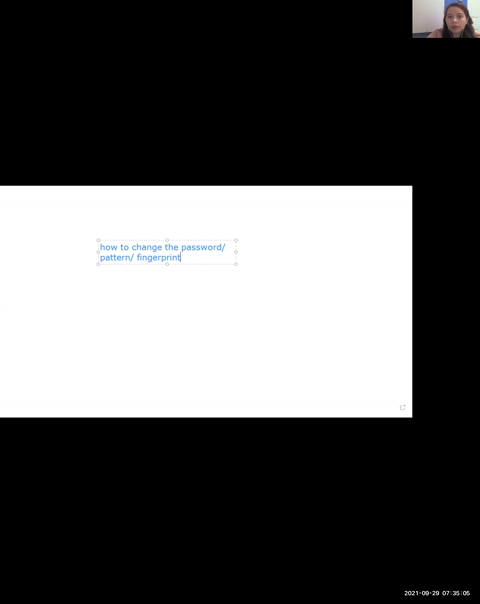 how to change the password/
pattern/ fingerprint
2021-09-29 07:35:05